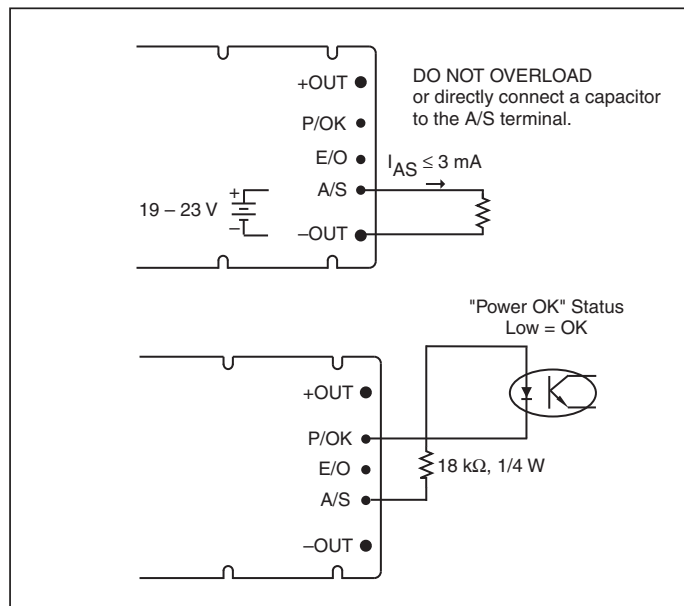 +OUT
DO NOT OVERLOAD
or directly connect a capacitor
to the A/S terminal.
P/OK
E/O
I_AS ≤ 3 mA
A/S
+
19 – 23 V
–
–OUT
"Power OK" Status
Low = OK
+OUT
P/OK
E/O
18 kΩ, 1/4 W
A/S
–OUT